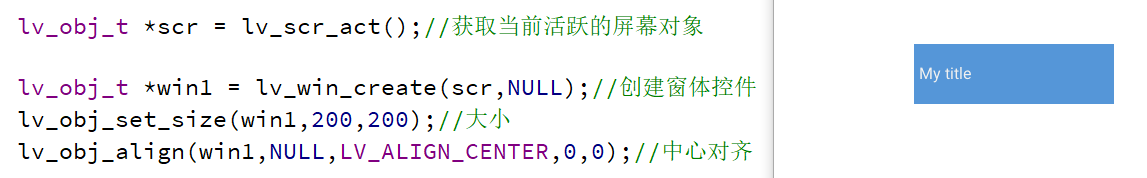 lv_obj_t *scr = lv_scr_act();//获取当前活跃的屏幕对象
lv_obj_t *win1 = lv_win_create(scr,NULL);//创建窗体控件
lv_obj_set_size(win1,200,200);//大小
lv_obj_align(win1,NULL,LV_ALIGN_CENTER,0,0);//中心对齐
My title